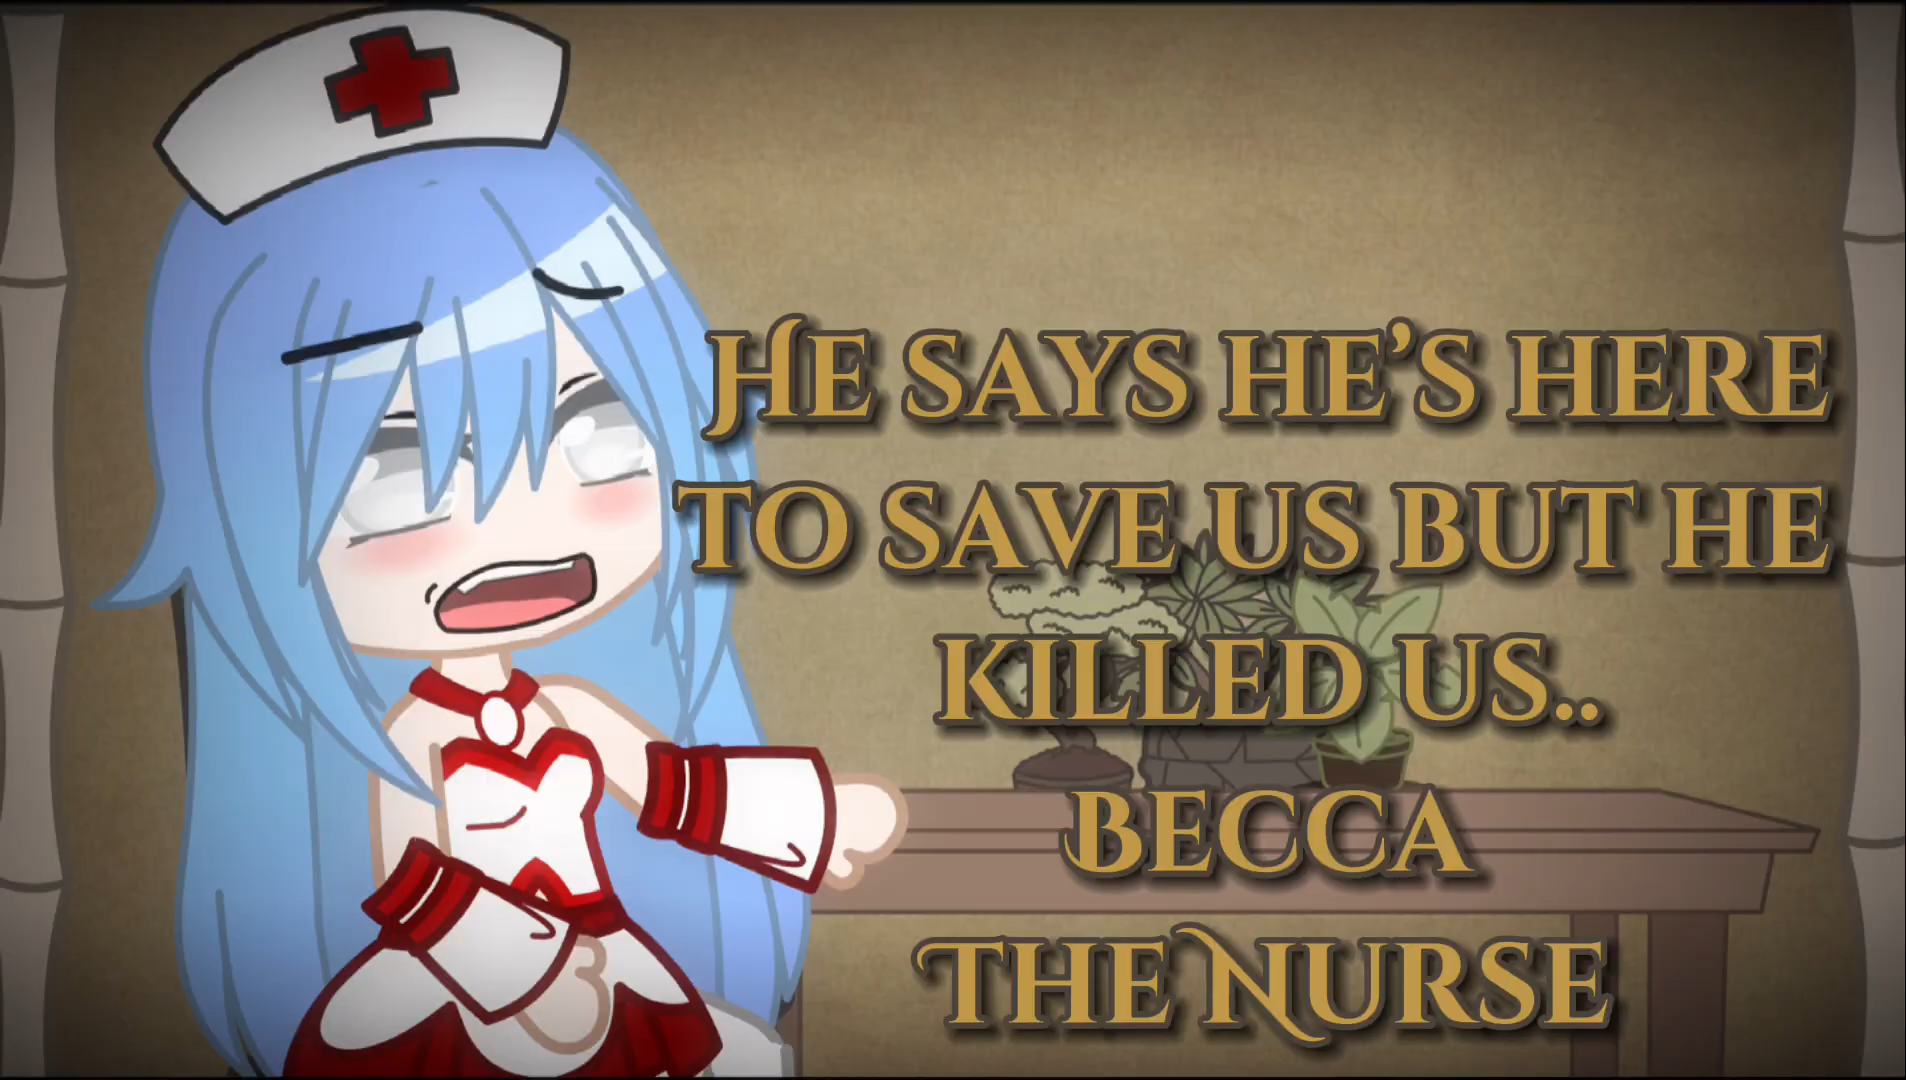 He says he’s here
to save us but he
killed us..
Becca
The Nurse